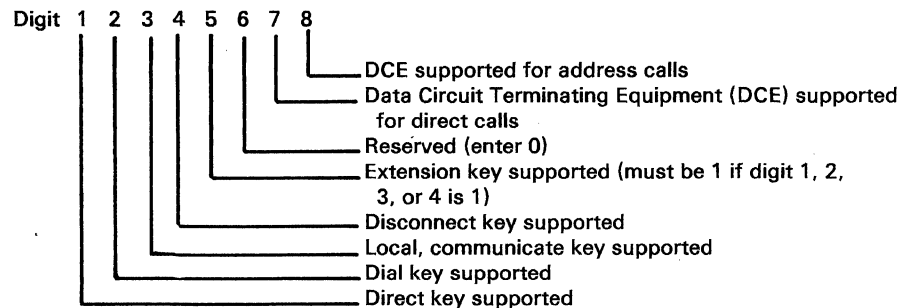 Digit 1 2 3 4 5 6 7 8
DCE supported for address calls
Data Circuit Terminating Equipment (DCE) supported
for direct calls
Reserved (enter 0)
Extension key supported (must be 1 if digit 1, 2,
3, or 4 is 1)
Disconnect key supported
Local, communicate key supported
Dial key supported
Direct key supported